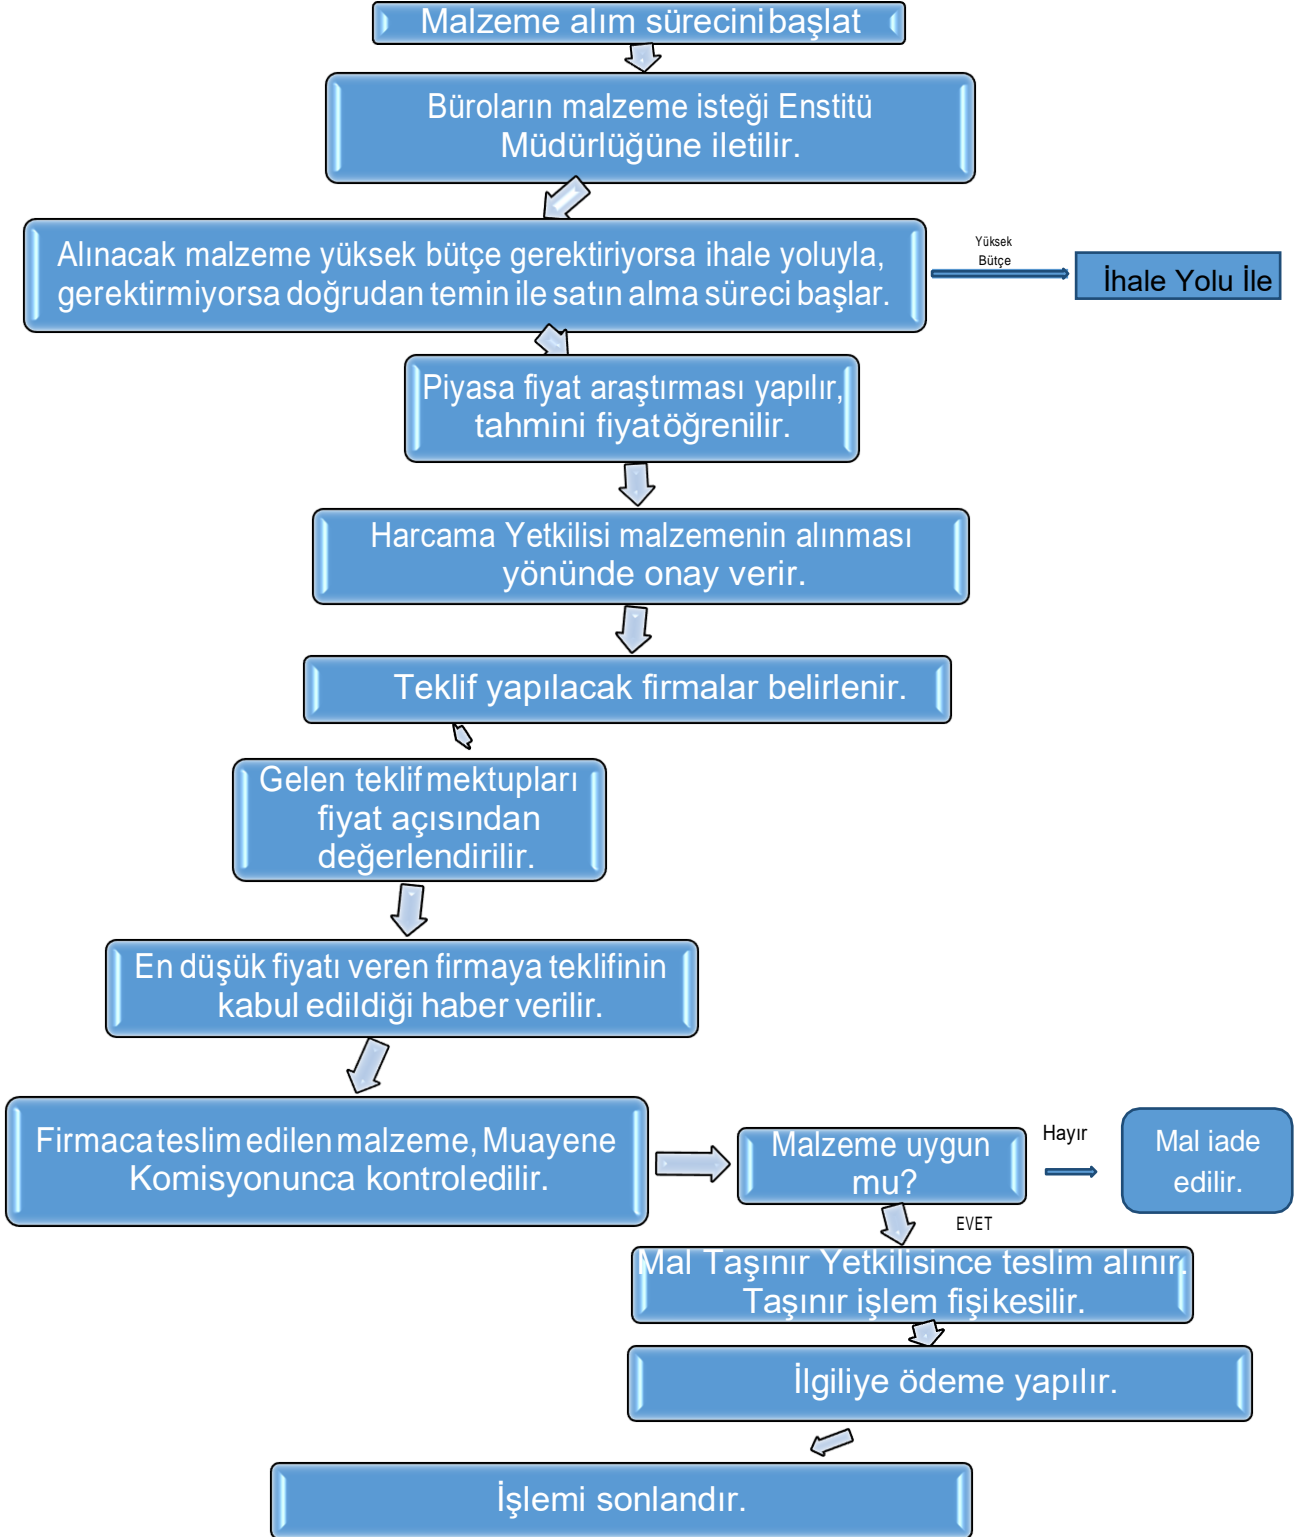 Malzeme alım sürecini başlat
Büroların malzeme isteği Enstitü
Müdürlüğüne iletilir.
Alınacak malzeme yüksek bütçe gerektiriyorsa ihale yoluyla,
gerektirmiyorsa doğrudan temin ile satın alma süreci başlar.
Yüksek
Bütçe
İhale Yolu İle
Piyasa fiyat araştırması yapılır,
tahmini fiyat öğrenilir.
Harcama Yetkilisi malzemenin alınması
yönünde onay verir.
Teklif yapılacak firmalar belirlenir.
Gelen teklif mektupları
fiyat açısından
değerlendirilir.
En düşük fiyatı veren firmaya teklifinin
kabul edildiği haber verilir.
Firmaca teslim edilen malzeme, Muayene
Komisyonunca kontrol edilir.
Malzeme uygun
mu?
Hayır
Mal iade
edilir.
EVET
Mal Taşınır Yetkilisince teslim alınır.
Taşınır işlem fişi kesilir.
İlgiliye ödeme yapılır.
İşlemi sonlandır.